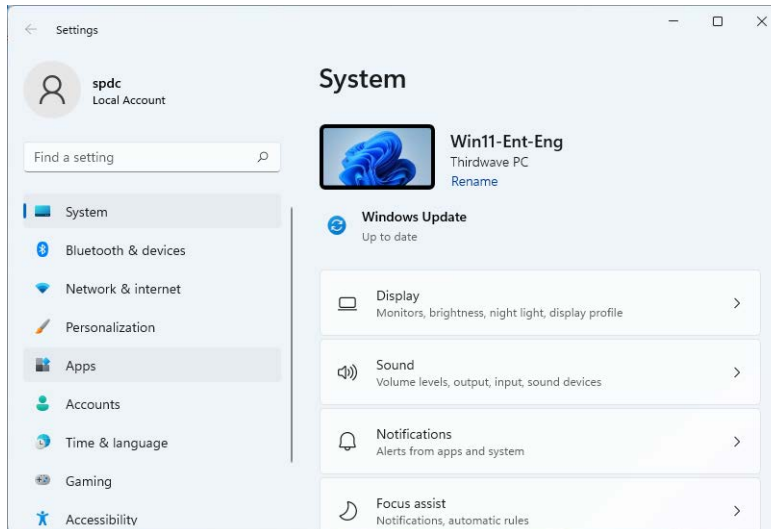 Settings
spdc
Local Account
Find a setting
System
Bluetooth & devices
Network & internet
Personalization
Apps
Accounts
Time & language
Gaming
Accessibility
System
Win11-Ent-Eng
Thirdwave PC
Rename
Windows Update
Up to date
Display
Monitors, brightness, night light, display profile
Sound
Volume levels, output, input, sound devices
Notifications
Alerts from apps and system
Focus assist
Notifications, automatic rules